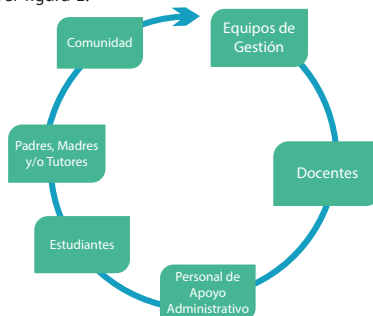 Equipos de
Gestión
Docentes
Personal de
Apoyo
Administrativo
Estudiantes
Padres, Madres
y/o Tutores
Comunidad